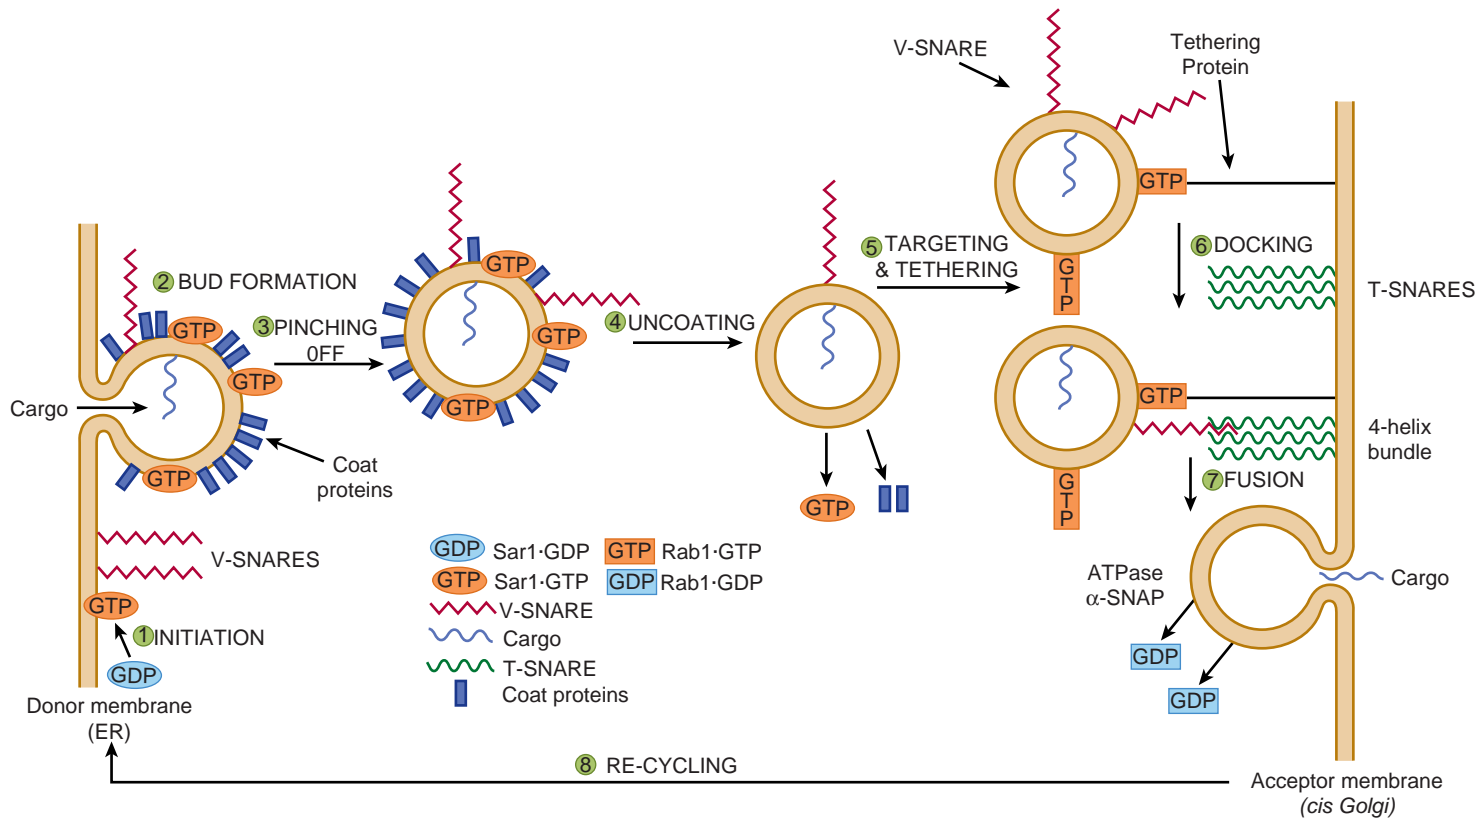 V-SNARE
Tethering
Protein
GTP
GTP
5 TARGETING
& TETHERING
6 DOCKING
T-SNARES
2 BUD FORMATION
GTP
GTP
GTP
3 PINCHING
0FF
GTP
GTP
GTP
4 UNCOATING
Cargo
Coat
proteins
GTP
GTP
GTP
4-helix
bundle
7 FUSION
V-SNARES
GTP
1 INITIATION
GDP
Donor membrane
(ER)
GDP Sar1·GDP
GTP Rab1·GTP
GTP Sar1·GTP
GDP Rab1·GDP
V-SNARE
Cargo
T-SNARE
Coat proteins
ATPase
α-SNAP
Cargo
GDP
GDP
8 RE-CYCLING
Acceptor membrane
(cis Golgi)